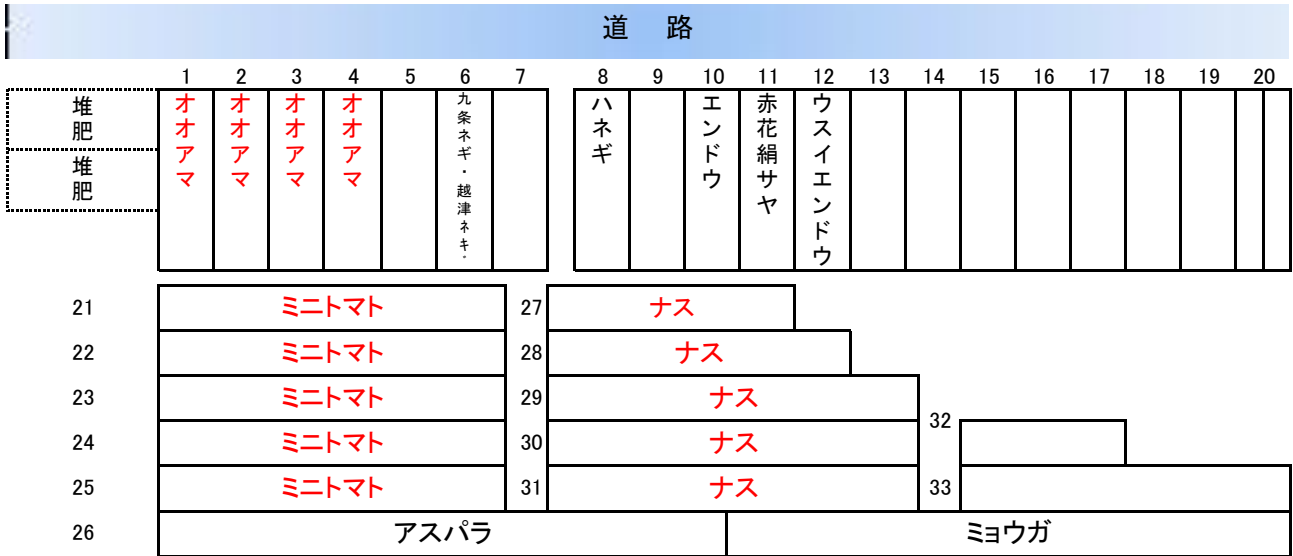 道 路
1 2 3 4 5 6 7 8 9 10 11 12 13 14 15 16 17 18 19 20
堆肥
堆肥
オオアマ
オオアマ
オオアマ
オオアマ
九条ネギ・越津ネギ
ハネギ
エンドウ
赤花絹サヤ
ウスイエンドウ
21 ミニトマト 27 ナス
22 ミニトマト 28 ナス
23 ミニトマト 29 ナス
32
24 ミニトマト 30 ナス
25 ミニトマト 31 ナス 33
26 アスパラ ミョウガ